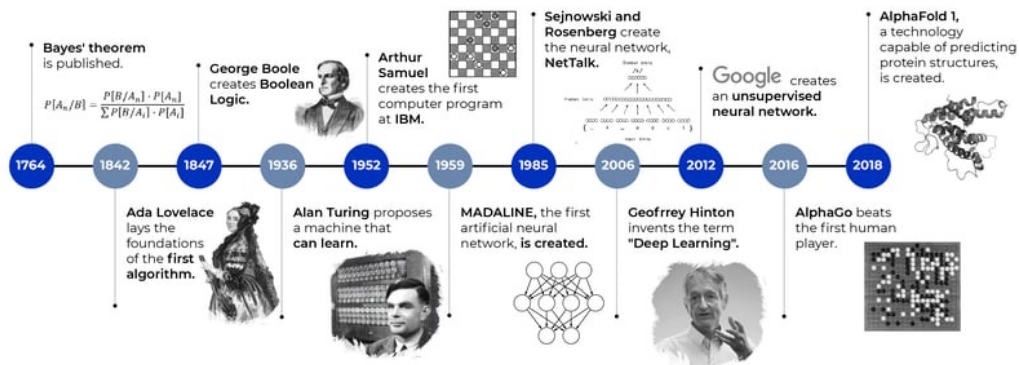 Bayes' theorem
is published.
P[A_n/B] = P[B/A_n] · P[A_n]
∑ P[B/A_i] · P[A_i]
George Boole
creates Boolean
Logic.
Arthur
Samuel
creates the first
computer program
at IBM.
Sejnowski and
Rosenberg create
the neural network,
NetTalk.
Google creates
an unsupervised
neural network.
AlphaFold 1,
a technology
capable of predicting
protein structures,
is created.
1764
1842
1847
1936
1952
1959
1985
2006
2012
2016
2018
Ada Lovelace
lays the
foundations
of the first
algorithm.
Alan Turing proposes
a machine that
can learn.
MADALINE, the first
artificial neural
network, is created.
Geofrrey Hinton
invents the term
"Deep Learning".
AlphaGo beats
the first human
player.